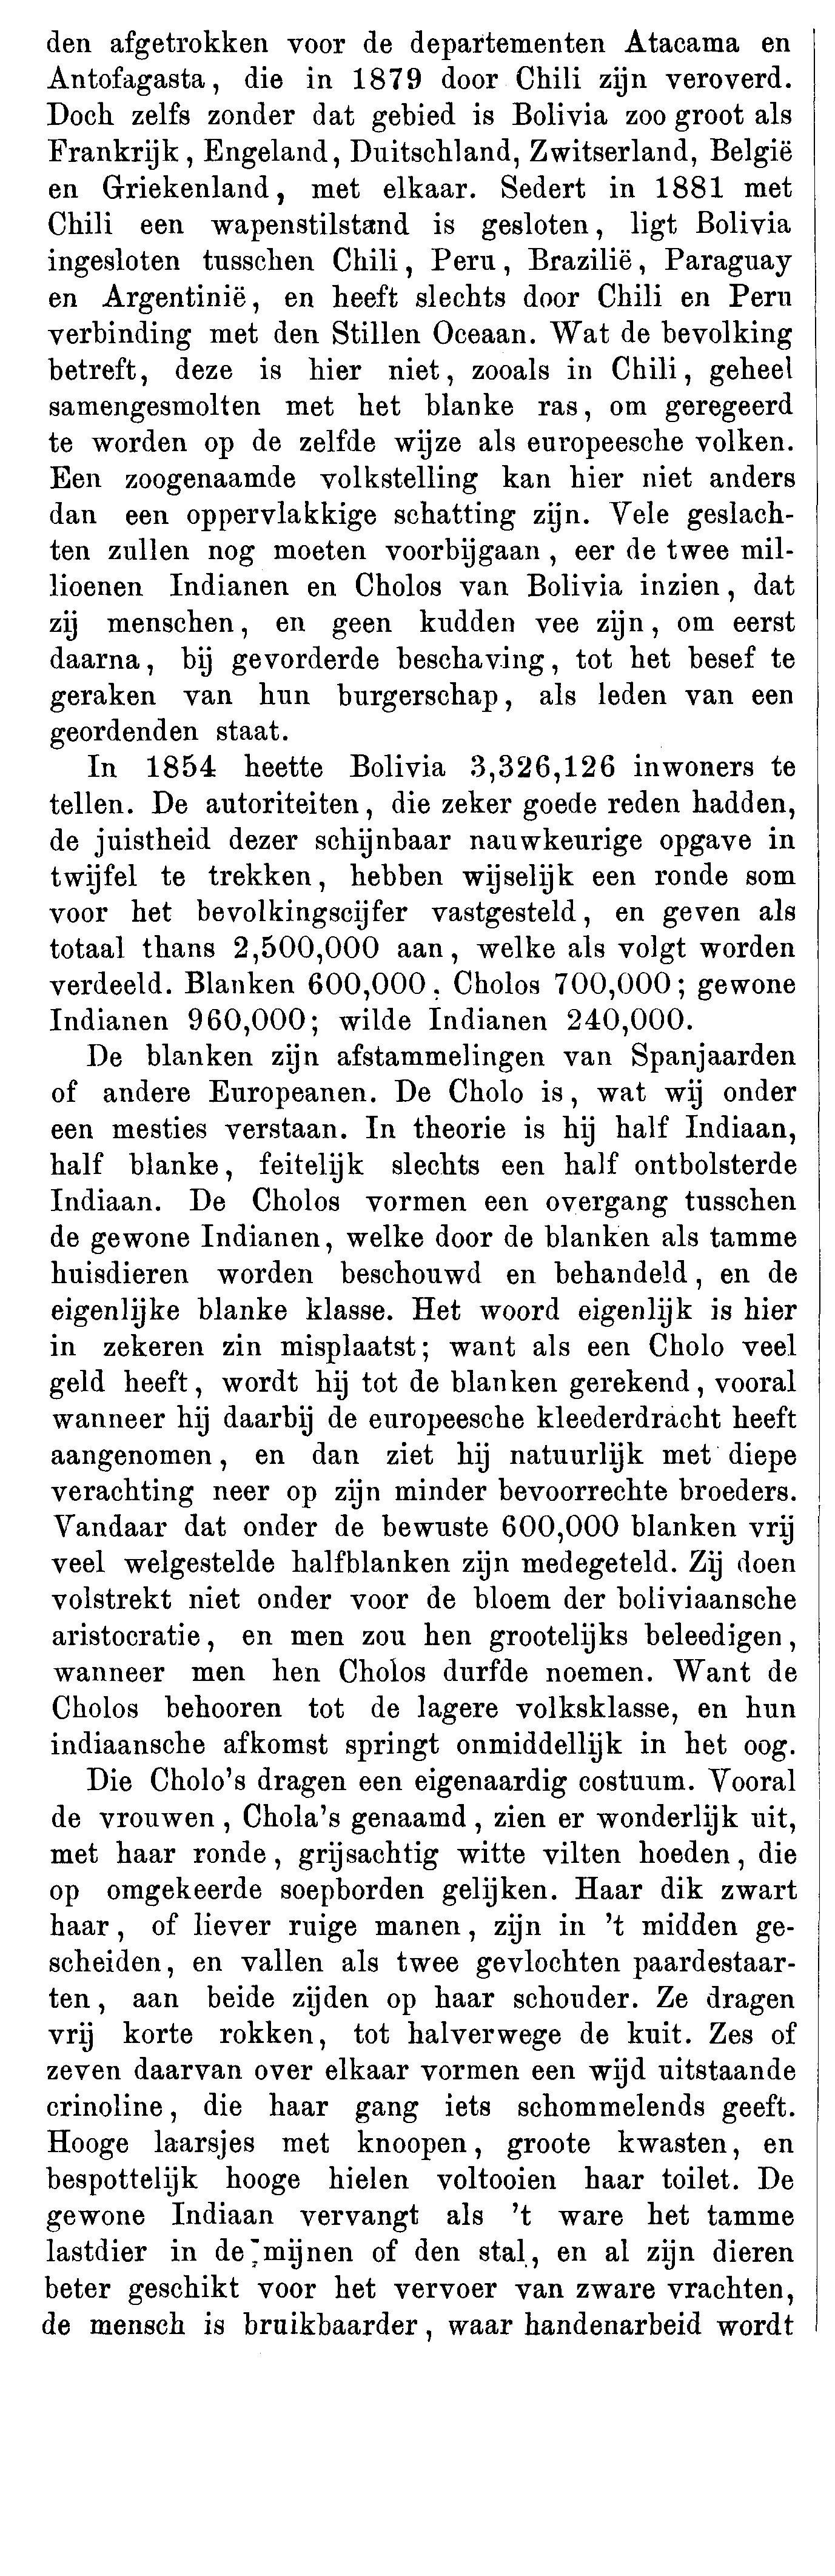 den afgetrokken voor de departementen Atacama en
Antofagasta, die in 1879 door Chili zijn veroverd.
Doch zelfs zonder dat gebied is Bolivia zoo groot als
Frankrijk, Engeland, Duitschland, Zwitserland, België
en Griekenland, met elkaar. Sedert in 1881 met
Chili een wapenstilstand is gesloten, ligt Bolivia
ingesloten tusschen Chili, Peru, Brazilië, Paraguay
en Argentinië, en heeft slechts door Chili en Peru
verbinding met den Stillen Oceaan. Wat de bevolking
betreft, deze is hier niet, zooals in Chili, geheel
samengesmolten met het blanke ras, om geregeerd
te worden op de zelfde wijze als europeesche volken.
Een zoogenaamde volkstelling kan hier niet anders
dan een oppervlakkige schatting zijn. Vele geslach-
ten zullen nog moeten voorbijgaan, eer de twee mil-
lioenen Indianen en Cholos van Bolivia inzien, dat
zij menschen, en geen kudden vee zijn, om eerst
daarna, bij gevorderde beschaving, tot het besef te
geraken van hun burgerschap, als leden van een
geordenden staat.
In 1854 heette Bolivia 3,326,126 inwoners te
tellen. De autoriteiten, die zeker goede reden hadden,
de juistheid dezer schijnbaar nauwkeurige opgave in
twijfel te trekken, hebben wijselijk een ronde som
voor het bevolkingscijfer vastgesteld, en geven als
totaal thans 2,500,000 aan, welke als volgt worden
verdeeld. Blanken 600,000; Cholos 700,000; gewone
Indianen 960,000; wilde Indianen 240,000.
De blanken zijn afstammelingen van Spanjaarden
of andere Europeanen. De Cholo is, wat wij onder
een mesties verstaan. In theorie is hij half Indiaan,
half blanke, feitelijk slechts een half ontbolsterde
Indiaan. De Cholos vormen een overgang tusschen
de gewone Indianen, welke door de blanken als tamme
huisdieren worden beschouwd en behandeld, en de
eigenlijke blanke klasse. Het woord eigenlijk is hier
in zekeren zin misplaatst; want als een Cholo veel
geld heeft, wordt hij tot de blanken gerekend, vooral
wanneer hij daarbij de europeesche kleederdracht heeft
aangenomen, en dan ziet hij natuurlijk met diepe
verachting neer op zijn minder bevoorrechte broeders.
Vandaar dat onder de bewuste 600,000 blanken vrij
veel welgestelde halfblanken zijn medegeteld. Zij doen
volstrekt niet onder voor de bloem der boliviaansche
aristocratie, en men zou hen grootelijks beleedigen,
wanneer men hen Cholos durfde noemen. Want de
Cholos behooren tot de lagere volksklasse, en hun
indiaansche afkomst springt onmiddellijk in het oog.
Die Cholo's dragen een eigenaardig costuum. Vooral
de vrouwen, Chola's genaamd, zien er wonderlijk uit,
met haar ronde, grijsachtig witte vilten hoeden, die
op omgekeerde soepborden gelijken. Haar dik zwart
haar, of liever ruige manen, zijn in 't midden ge-
scheiden, en vallen als twee gevlochten paardestaar-
ten, aan beide zijden op haar schouder. Ze dragen
vrij korte rokken, tot halverwege de kuit. Zes of
zeven daarvan over elkaar vormen een wijd uitstaande
crinoline, die haar gang iets schommelends geeft.
Hooge laarsjes met knoopen, groote kwasten, en
bespottelijk hooge hielen voltooien haar toilet. De
gewone Indiaan vervangt als 't ware het tamme
lastdier in de mijnen of den stal, en al zijn dieren
beter geschikt voor het vervoer van zware vrachten,
de mensch is bruikbaarder, waar handenarbeid wordt